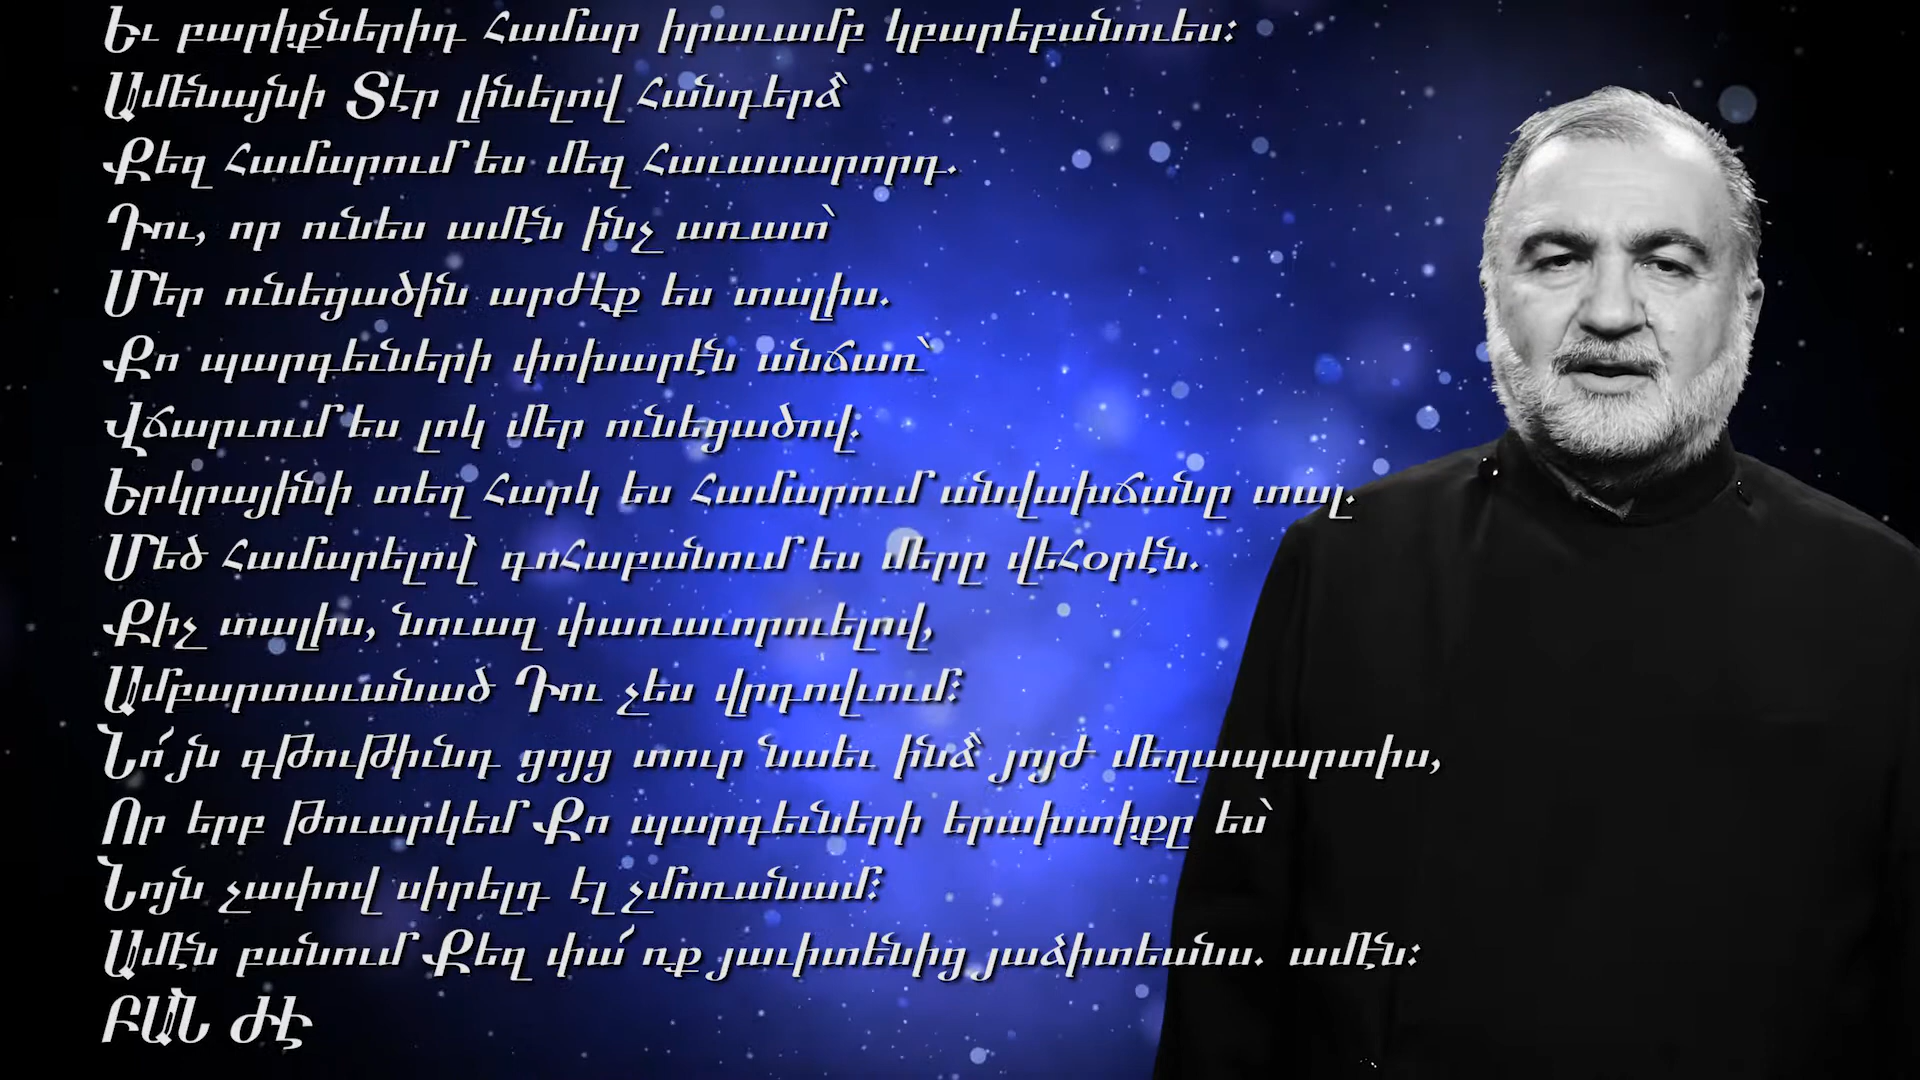 Եւ բարիքներիդ համար իրաւամբ կբարեբանուես:
Ամենայնի Տէր լինելով հանդերձ՝
Քեզ համարում ես մեզ հաւասարորդ.
Դու, որ ունես ամէն ինչ առատ՝
Մեր ունեցածին արժէք ես տալիս.
Քո պարգեւների փոխարէն անճառ՝
Վճարւում ես լոկ մեր ունեցածով.
Երկրայինի տեղ հարկ ես համարում անվախճանը տալ.
Մեծ համարելով՝ գոհաբանում ես մերը վեհօրէն.
Քիչ տալիս, նուազ փառաւորուելով,
Ամբարտաւանած Դու չես վրդովւում:
Նո՛յն գթութիւնդ ցոյց տուր նաեւ ինձ՝ յոյժ մեղապարտիս,
Որ երբ թուարկեմ Քո պարգեւների երախտիքը ես՝
Նոյն չափով սիրելդ էլ չմոռանամ:
Ամէն բանում Քեզ փա՛ռք յաւիտենից յաւիտեանս. ամէն:
ԲԱՆ ԺԷ